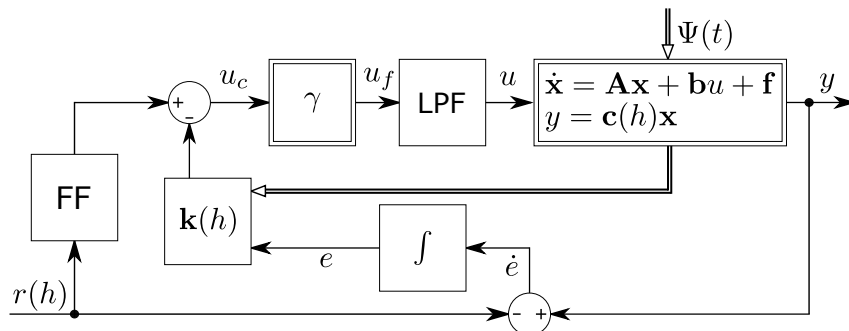 Ψ(t)
u_c
γ
u_f
LPF
u
ẋ = Ax + bu + f
y = c(h)x
y
+
-
FF
k(h)
∫
e
ė
r(h)
-
+